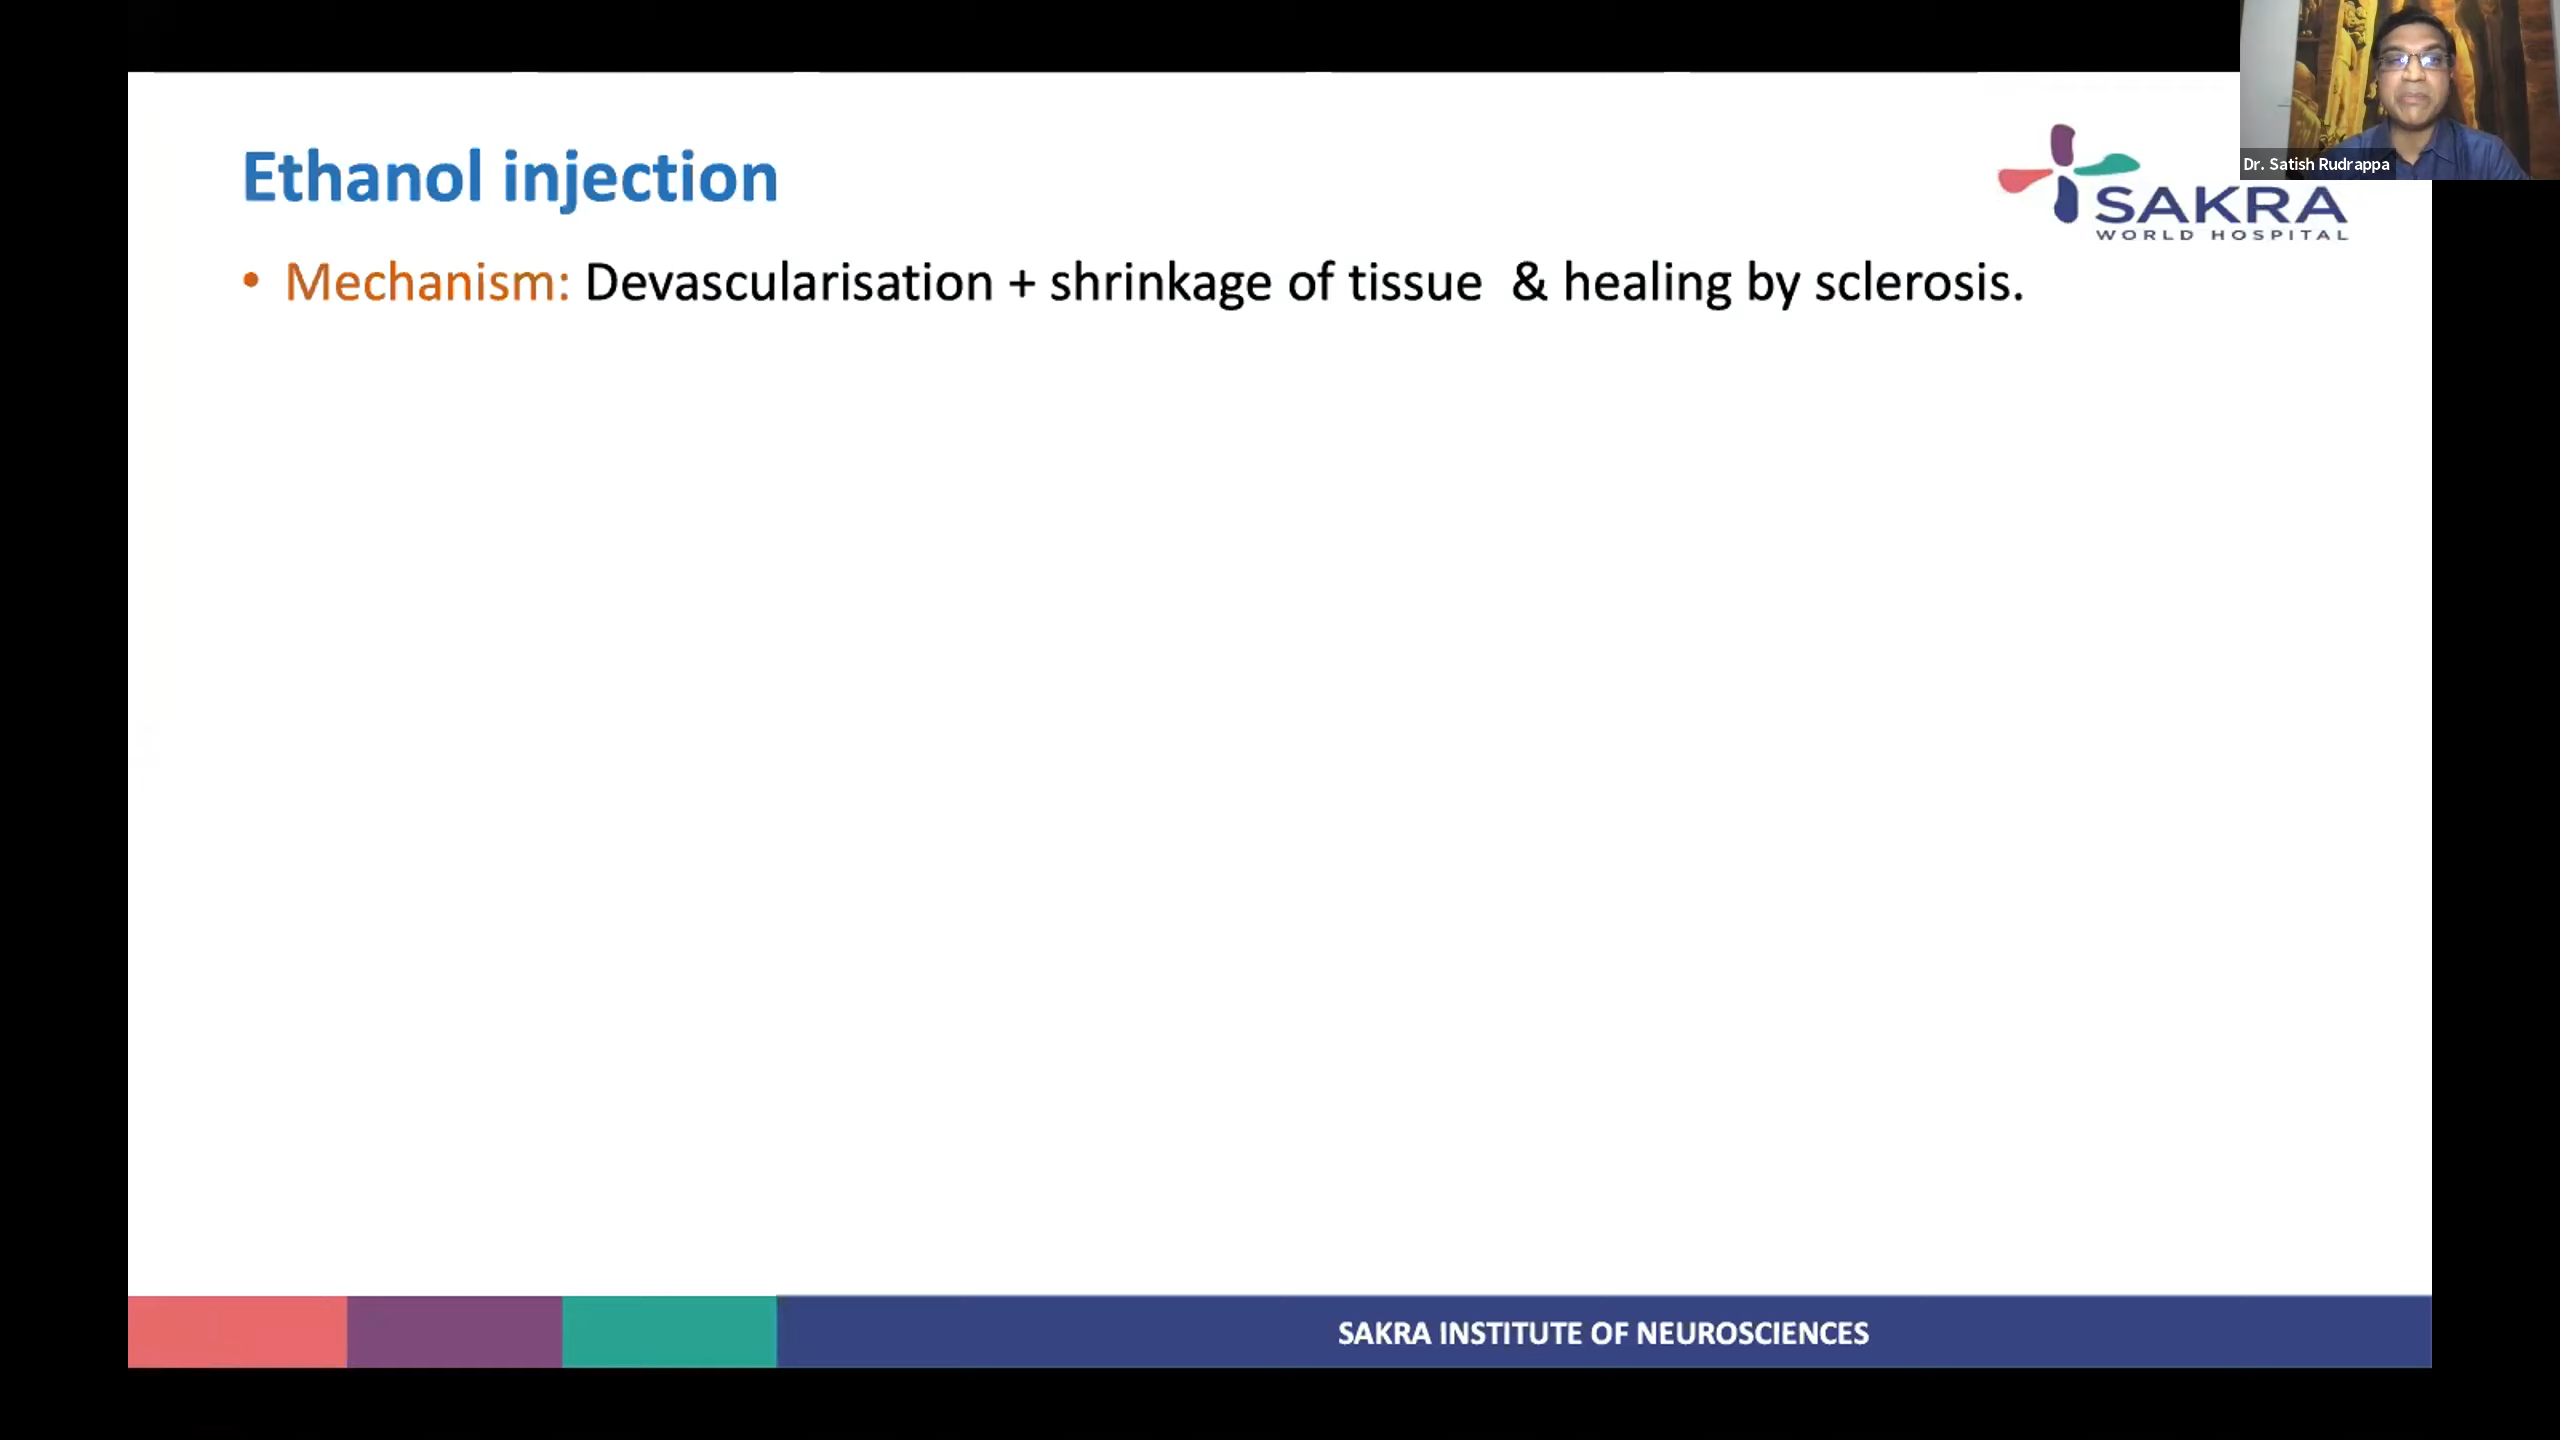 Ethanol injection
SAKRA
WORLD HOSPITAL
Dr. Satish Rudrappa
• Mechanism: Devascularisation + shrinkage of tissue & healing by sclerosis.
SAKRA INSTITUTE OF NEUROSCIENCES